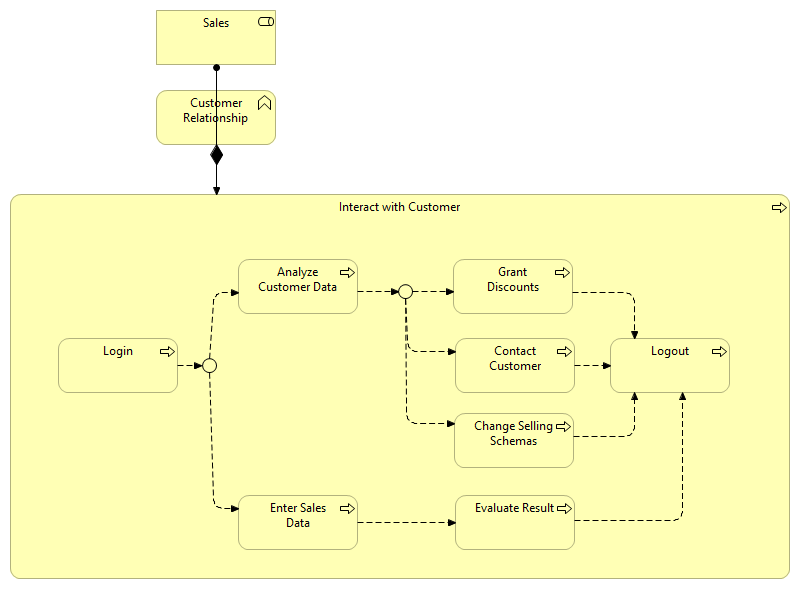 Sales
Customer
Relationship
Interact with Customer
Analyze
Customer Data
Grant
Discounts
Login
Contact
Customer
Logout
Change Selling
Schemas
Enter Sales
Data
Evaluate Result